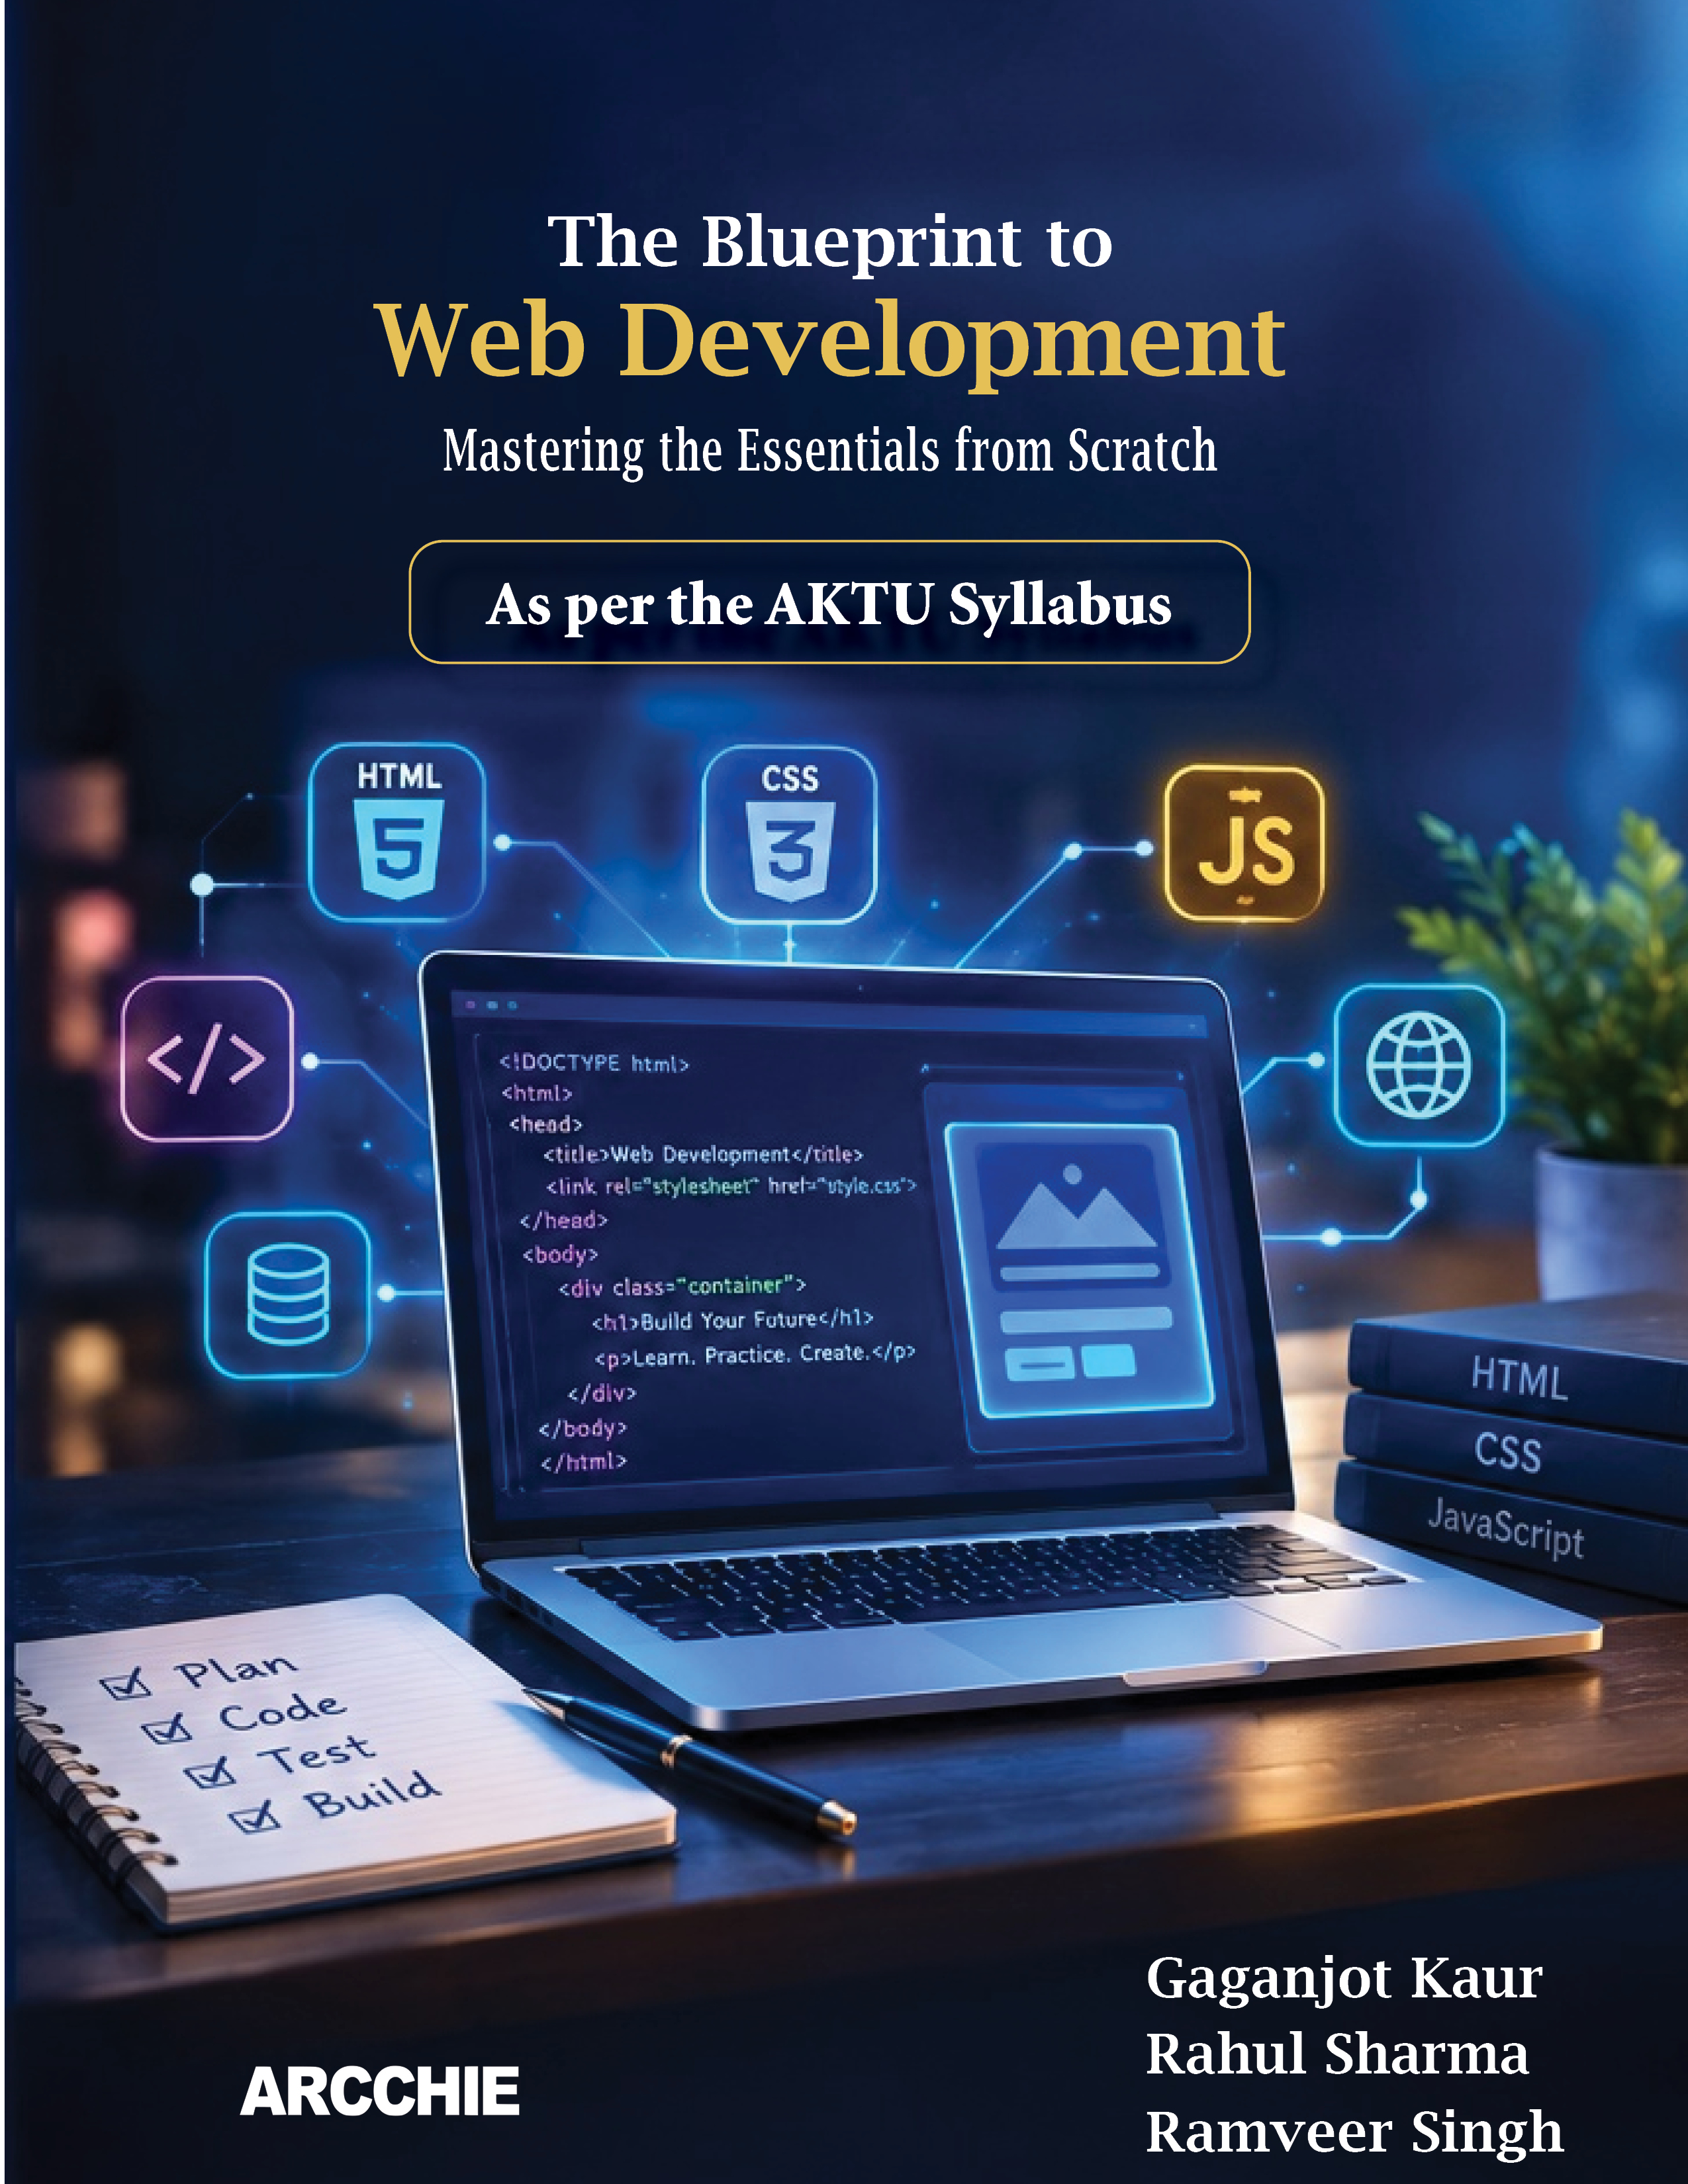 The Blueprint to
Web Development
Mastering the Essentials from Scratch
As per the AKTU Syllabus
HTML
5
CSS
3
JS
</>
<!DOCTYPE html>
<html>
<head>
<title>Web Development</title>
<link rel="stylesheet" href="style.css">
</head>
<body>
<div class="container">
<h1>Build Your Future</h1>
<p>Learn. Practice. Create.</p>
</div>
</body>
</html>
HTML
CSS
JavaScript
Plan
Code
Test
Build
Gaganjot Kaur
Rahul Sharma
Ramveer Singh
ARCCHIE